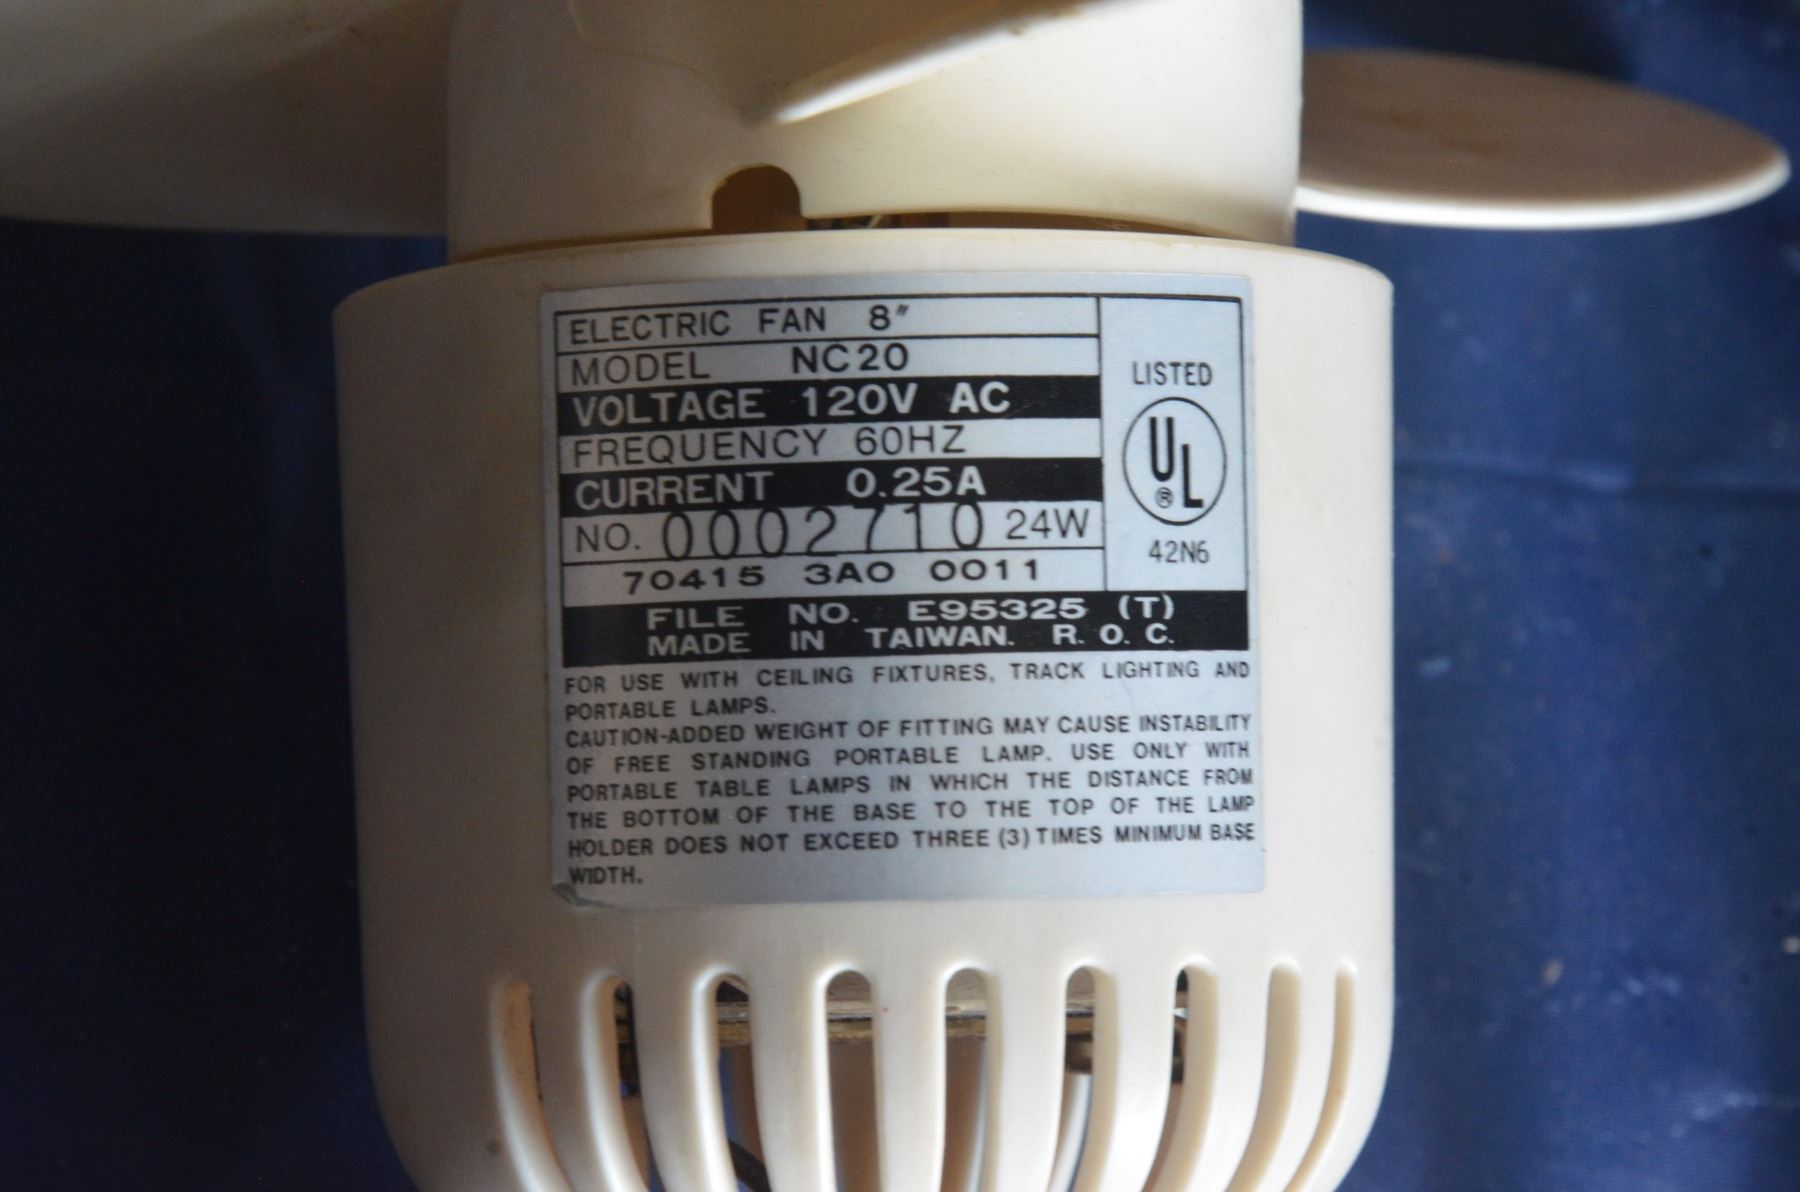 ELECTRIC FAN 8"
MODEL NC20
VOLTAGE 120V AC
FREQUENCY 60HZ
CURRENT 0.25A
NO. 0002710 24W
70415 3A0 0011
LISTED
UL
®
42N6
FILE NO. E95325 (T)
MADE IN TAIWAN. R. O. C.
FOR USE WITH CEILING FIXTURES, TRACK LIGHTING AND
PORTABLE LAMPS.
CAUTION-ADDED WEIGHT OF FITTING MAY CAUSE INSTABILITY
OF FREE STANDING PORTABLE LAMP. USE ONLY WITH
PORTABLE TABLE LAMPS IN WHICH THE DISTANCE FROM
THE BOTTOM OF THE BASE TO THE TOP OF THE LAMP
HOLDER DOES NOT EXCEED THREE (3) TIMES MINIMUM BASE
WIDTH.